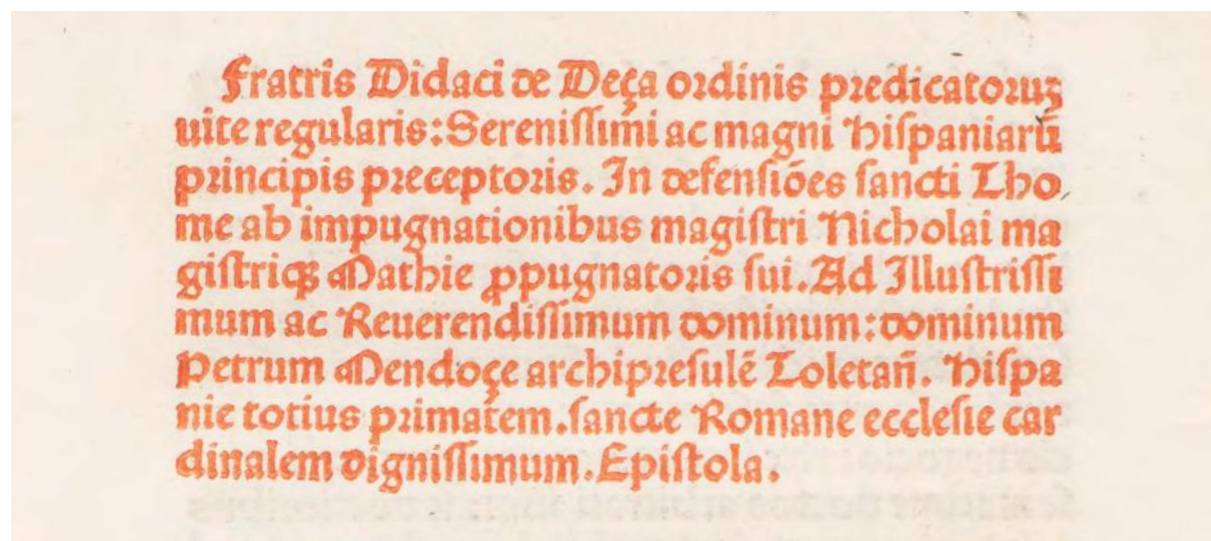 Fratris Didaci de Deça ordinis predicatoruꝫ
uite regularis: Sereniſſimi ac magni hiſpaniarū
principis preceptoris. In defenſiões ſancti Tho
me ab impugnationibus magiſtri Nicholai ma
giſtriqꝫ Mathie ꝓpugnatoris ſui. Ad Illuſtriſſi
mum ac Reuerendiſſimum dominum: dominum
Petrum Mendoçe archipreſulē Toletañ. hiſpa
nie totius primatem. ſancte Romane eccleſie car
dinalem digniſſimum. Epiſtola.